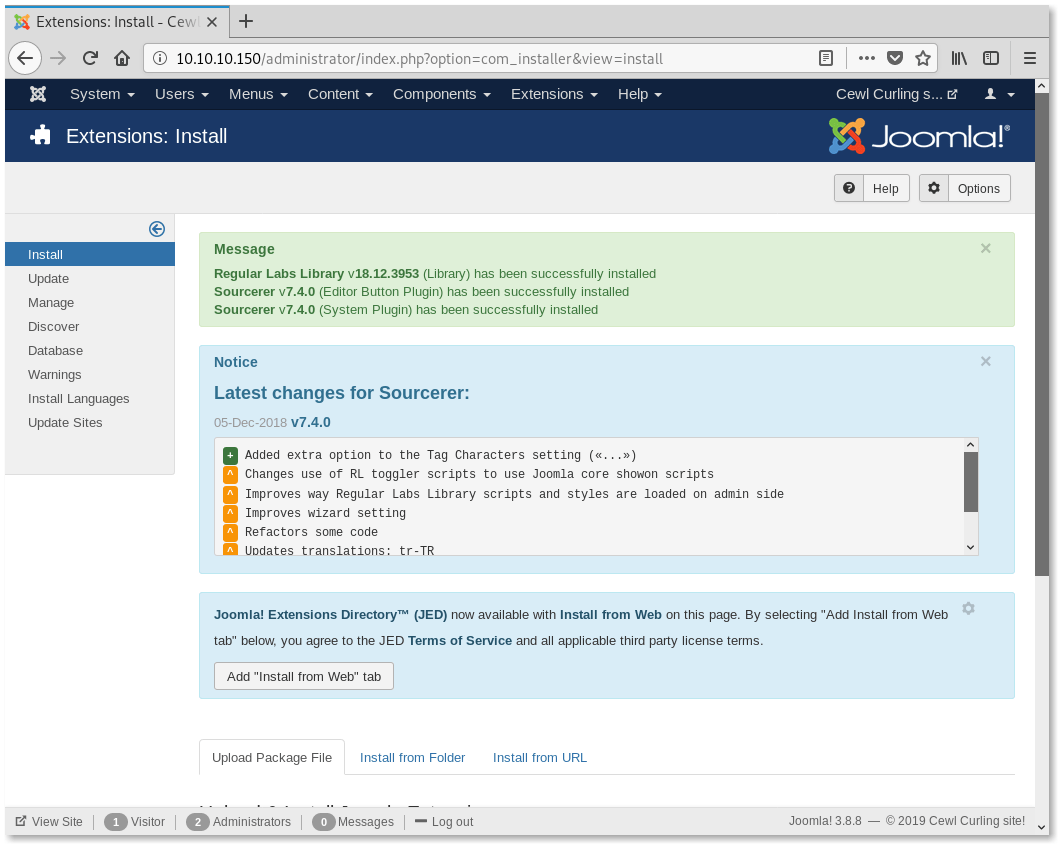 Extensions: Install - Cewl
10.10.10.150/administrator/index.php?option=com_installer&view=install
System Users Menus Content Components Extensions Help Cewl Curling s...
Extensions: Install
Joomla!®
Help Options
Install
Update
Manage
Discover
Database
Warnings
Install Languages
Update Sites
Message
Regular Labs Library v18.12.3953 (Library) has been successfully installed
Sourcerer v7.4.0 (Editor Button Plugin) has been successfully installed
Sourcerer v7.4.0 (System Plugin) has been successfully installed
Notice
Latest changes for Sourcerer:
05-Dec-2018 v7.4.0
+ Added extra option to the Tag Characters setting («...»)
^ Changes use of RL toggler scripts to use Joomla core showon scripts
^ Improves way Regular Labs Library scripts and styles are loaded on admin side
^ Improves wizard setting
^ Refactors some code
^ Updates translations: tr-TR
Joomla! Extensions Directory™ (JED) now available with Install from Web on this page. By selecting "Add Install from Web
tab" below, you agree to the JED Terms of Service and all applicable third party license terms.
Add "Install from Web" tab
Upload Package File Install from Folder Install from URL
View Site 1 Visitor 2 Administrators 0 Messages Log out
Joomla! 3.8.8 — © 2019 Cewl Curling site!